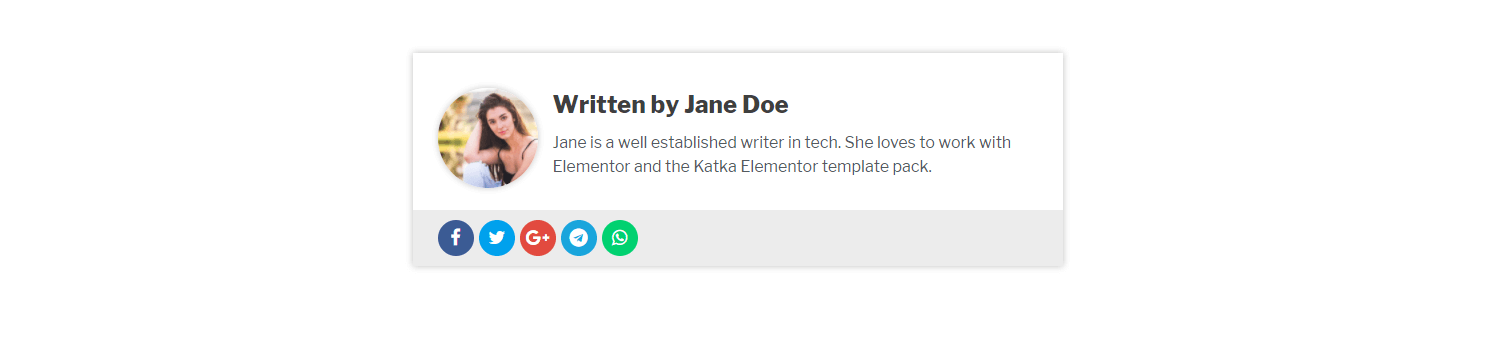 Written by Jane Doe
Jane is a well established writer in tech. She loves to work with
Elementor and the Katka Elementor template pack.